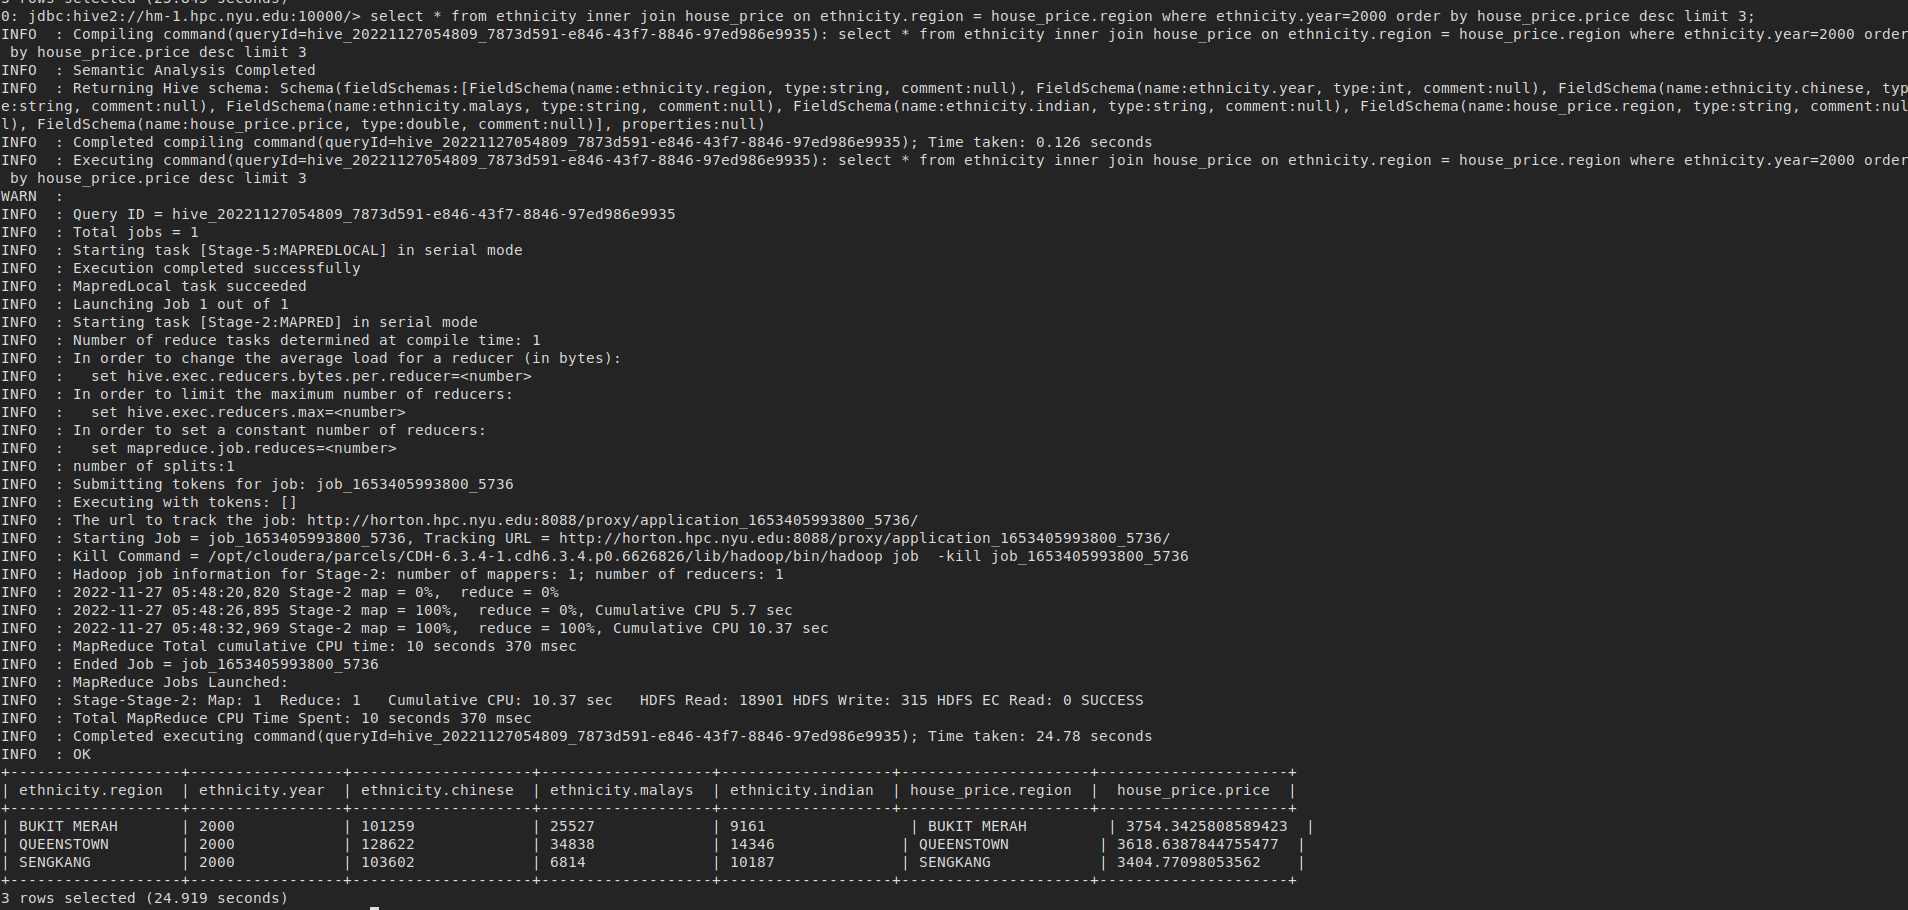 3 rows selected (25.843 seconds)
0: jdbc:hive2://hm-1.hpc.nyu.edu:10000/> select * from ethnicity inner join house_price on ethnicity.region = house_price.region where ethnicity.year=2000 order by house_price.price desc limit 3;
INFO  : Compiling command(queryId=hive_20221127054809_7873d591-e846-43f7-8846-97ed986e9935): select * from ethnicity inner join house_price on ethnicity.region = house_price.region where ethnicity.year=2000 order
 by house_price.price desc limit 3
INFO  : Semantic Analysis Completed
INFO  : Returning Hive schema: Schema(fieldSchemas:[FieldSchema(name:ethnicity.region, type:string, comment:null), FieldSchema(name:ethnicity.year, type:int, comment:null), FieldSchema(name:ethnicity.chinese, typ
e:string, comment:null), FieldSchema(name:ethnicity.malays, type:string, comment:null), FieldSchema(name:ethnicity.indian, type:string, comment:null), FieldSchema(name:house_price.region, type:string, comment:nul
l), FieldSchema(name:house_price.price, type:double, comment:null)], properties:null)
INFO  : Completed compiling command(queryId=hive_20221127054809_7873d591-e846-43f7-8846-97ed986e9935); Time taken: 0.126 seconds
INFO  : Executing command(queryId=hive_20221127054809_7873d591-e846-43f7-8846-97ed986e9935): select * from ethnicity inner join house_price on ethnicity.region = house_price.region where ethnicity.year=2000 order
 by house_price.price desc limit 3
WARN  :
INFO  : Query ID = hive_20221127054809_7873d591-e846-43f7-8846-97ed986e9935
INFO  : Total jobs = 1
INFO  : Starting task [Stage-5:MAPREDLOCAL] in serial mode
INFO  : Execution completed successfully
INFO  : MapredLocal task succeeded
INFO  : Launching Job 1 out of 1
INFO  : Starting task [Stage-2:MAPRED] in serial mode
INFO  : Number of reduce tasks determined at compile time: 1
INFO  : In order to change the average load for a reducer (in bytes):
INFO  :   set hive.exec.reducers.bytes.per.reducer=<number>
INFO  : In order to limit the maximum number of reducers:
INFO  :   set hive.exec.reducers.max=<number>
INFO  : In order to set a constant number of reducers:
INFO  :   set mapreduce.job.reduces=<number>
INFO  : number of splits:1
INFO  : Submitting tokens for job: job_1653405993800_5736
INFO  : Executing with tokens: []
INFO  : The url to track the job: http://horton.hpc.nyu.edu:8088/proxy/application_1653405993800_5736/
INFO  : Starting Job = job_1653405993800_5736, Tracking URL = http://horton.hpc.nyu.edu:8088/proxy/application_1653405993800_5736/
INFO  : Kill Command = /opt/cloudera/parcels/CDH-6.3.4-1.cdh6.3.4.p0.6626826/lib/hadoop/bin/hadoop job  -kill job_1653405993800_5736
INFO  : Hadoop job information for Stage-2: number of mappers: 1; number of reducers: 1
INFO  : 2022-11-27 05:48:20,820 Stage-2 map = 0%,  reduce = 0%
INFO  : 2022-11-27 05:48:26,895 Stage-2 map = 100%,  reduce = 0%, Cumulative CPU 5.7 sec
INFO  : 2022-11-27 05:48:32,969 Stage-2 map = 100%,  reduce = 100%, Cumulative CPU 10.37 sec
INFO  : MapReduce Total cumulative CPU time: 10 seconds 370 msec
INFO  : Ended Job = job_1653405993800_5736
INFO  : MapReduce Jobs Launched:
INFO  : Stage-Stage-2: Map: 1  Reduce: 1   Cumulative CPU: 10.37 sec   HDFS Read: 18901 HDFS Write: 315 HDFS EC Read: 0 SUCCESS
INFO  : Total MapReduce CPU Time Spent: 10 seconds 370 msec
INFO  : Completed executing command(queryId=hive_20221127054809_7873d591-e846-43f7-8846-97ed986e9935); Time taken: 24.78 seconds
INFO  : OK
+-------------------+-----------------+--------------------+-------------------+-------------------+---------------------+---------------------+
| ethnicity.region  | ethnicity.year  | ethnicity.chinese  | ethnicity.malays  | ethnicity.indian  | house_price.region  |  house_price.price  |
+-------------------+-----------------+--------------------+-------------------+-------------------+---------------------+---------------------+
| BUKIT MERAH       | 2000            | 101259             | 25527             | 9161                | BUKIT MERAH         | 3754.3425808589423  |
| QUEENSTOWN        | 2000            | 128622             | 34838             | 14346              | QUEENSTOWN          | 3618.6387844755477  |
| SENGKANG          | 2000            | 103602             | 6814              | 10187              | SENGKANG            | 3404.77098053562    |
+-------------------+-----------------+--------------------+-------------------+-------------------+---------------------+---------------------+
3 rows selected (24.919 seconds)